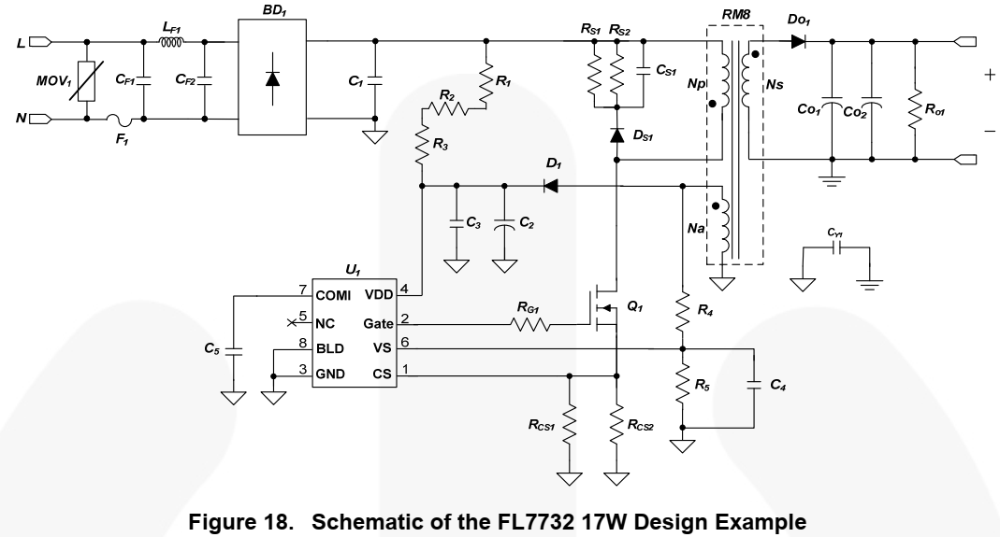 BD1
RM8
Do1
L
LF1
RS1
RS2
MOV1
CF1
CF2
C1
R1
CS1
Np
Ns
Co1
Co2
Ro1
+
–
N
F1
R2
R3
DS1
D1
C3
C2
Na
CY1
U1
7
COMI
VDD
4
5
NC
Gate
2
8
BLD
VS
6
3
GND
CS
1
C5
RG1
Q1
R4
R5
C4
RCS1
RCS2
Figure 18. Schematic of the FL7732 17W Design Example